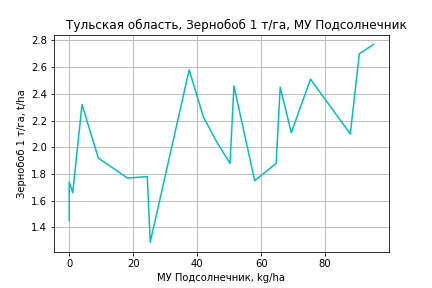 Тульская область, Зернобоб 1 т/га, МУ Подсолнечник
2.8
2.6
2.4
2.2
2.0
1.8
1.6
1.4
Зернобоб 1 т/га, t/ha
0 20 40 60 80
МУ Подсолнечник, kg/ha